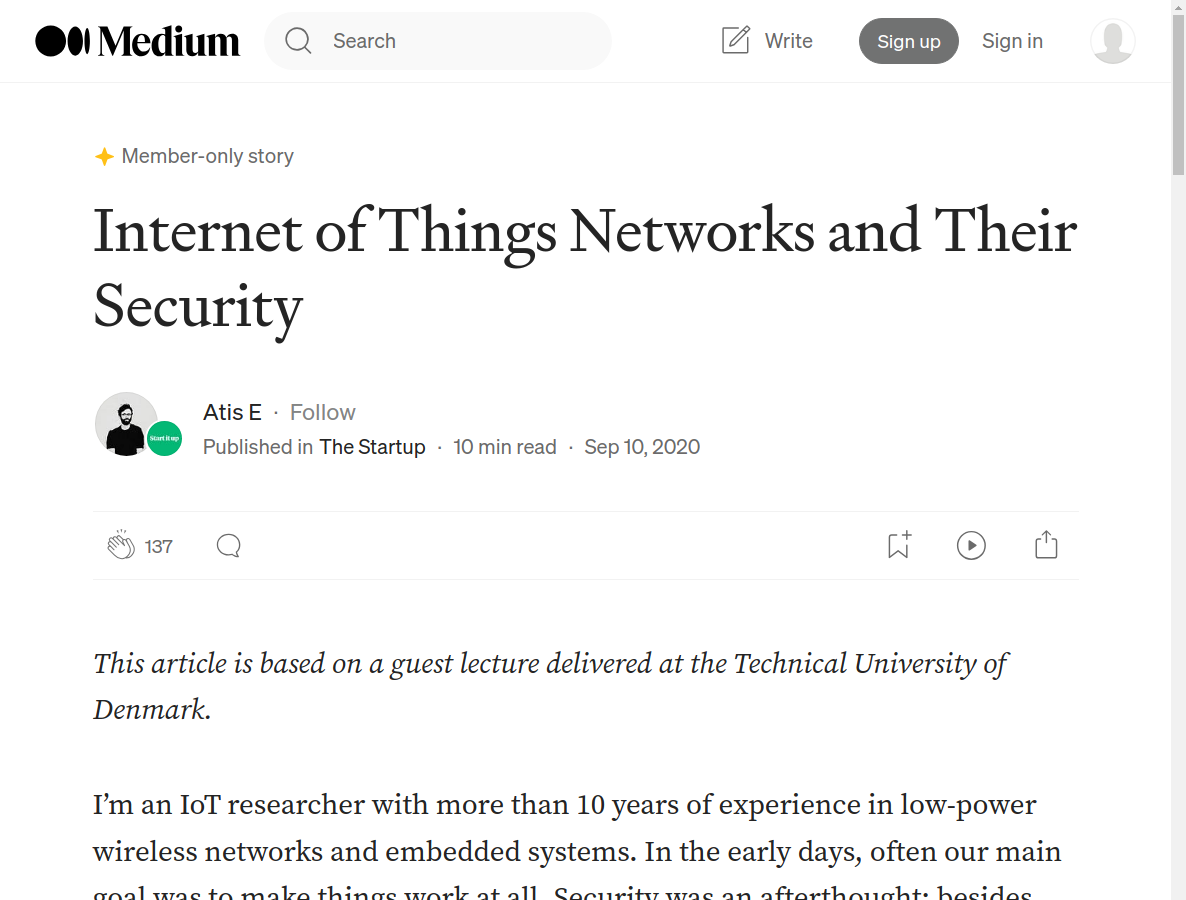 Medium
Search
Write
Sign up
Sign in
Member-only story
Internet of Things Networks and Their
Security
Start it up
Atis E · Follow
Published in The Startup · 10 min read · Sep 10, 2020
137
This article is based on a guest lecture delivered at the Technical University of
Denmark.
I’m an IoT researcher with more than 10 years of experience in low-power
wireless networks and embedded systems. In the early days, often our main
goal was to make things work at all. Security was an afterthought; besides